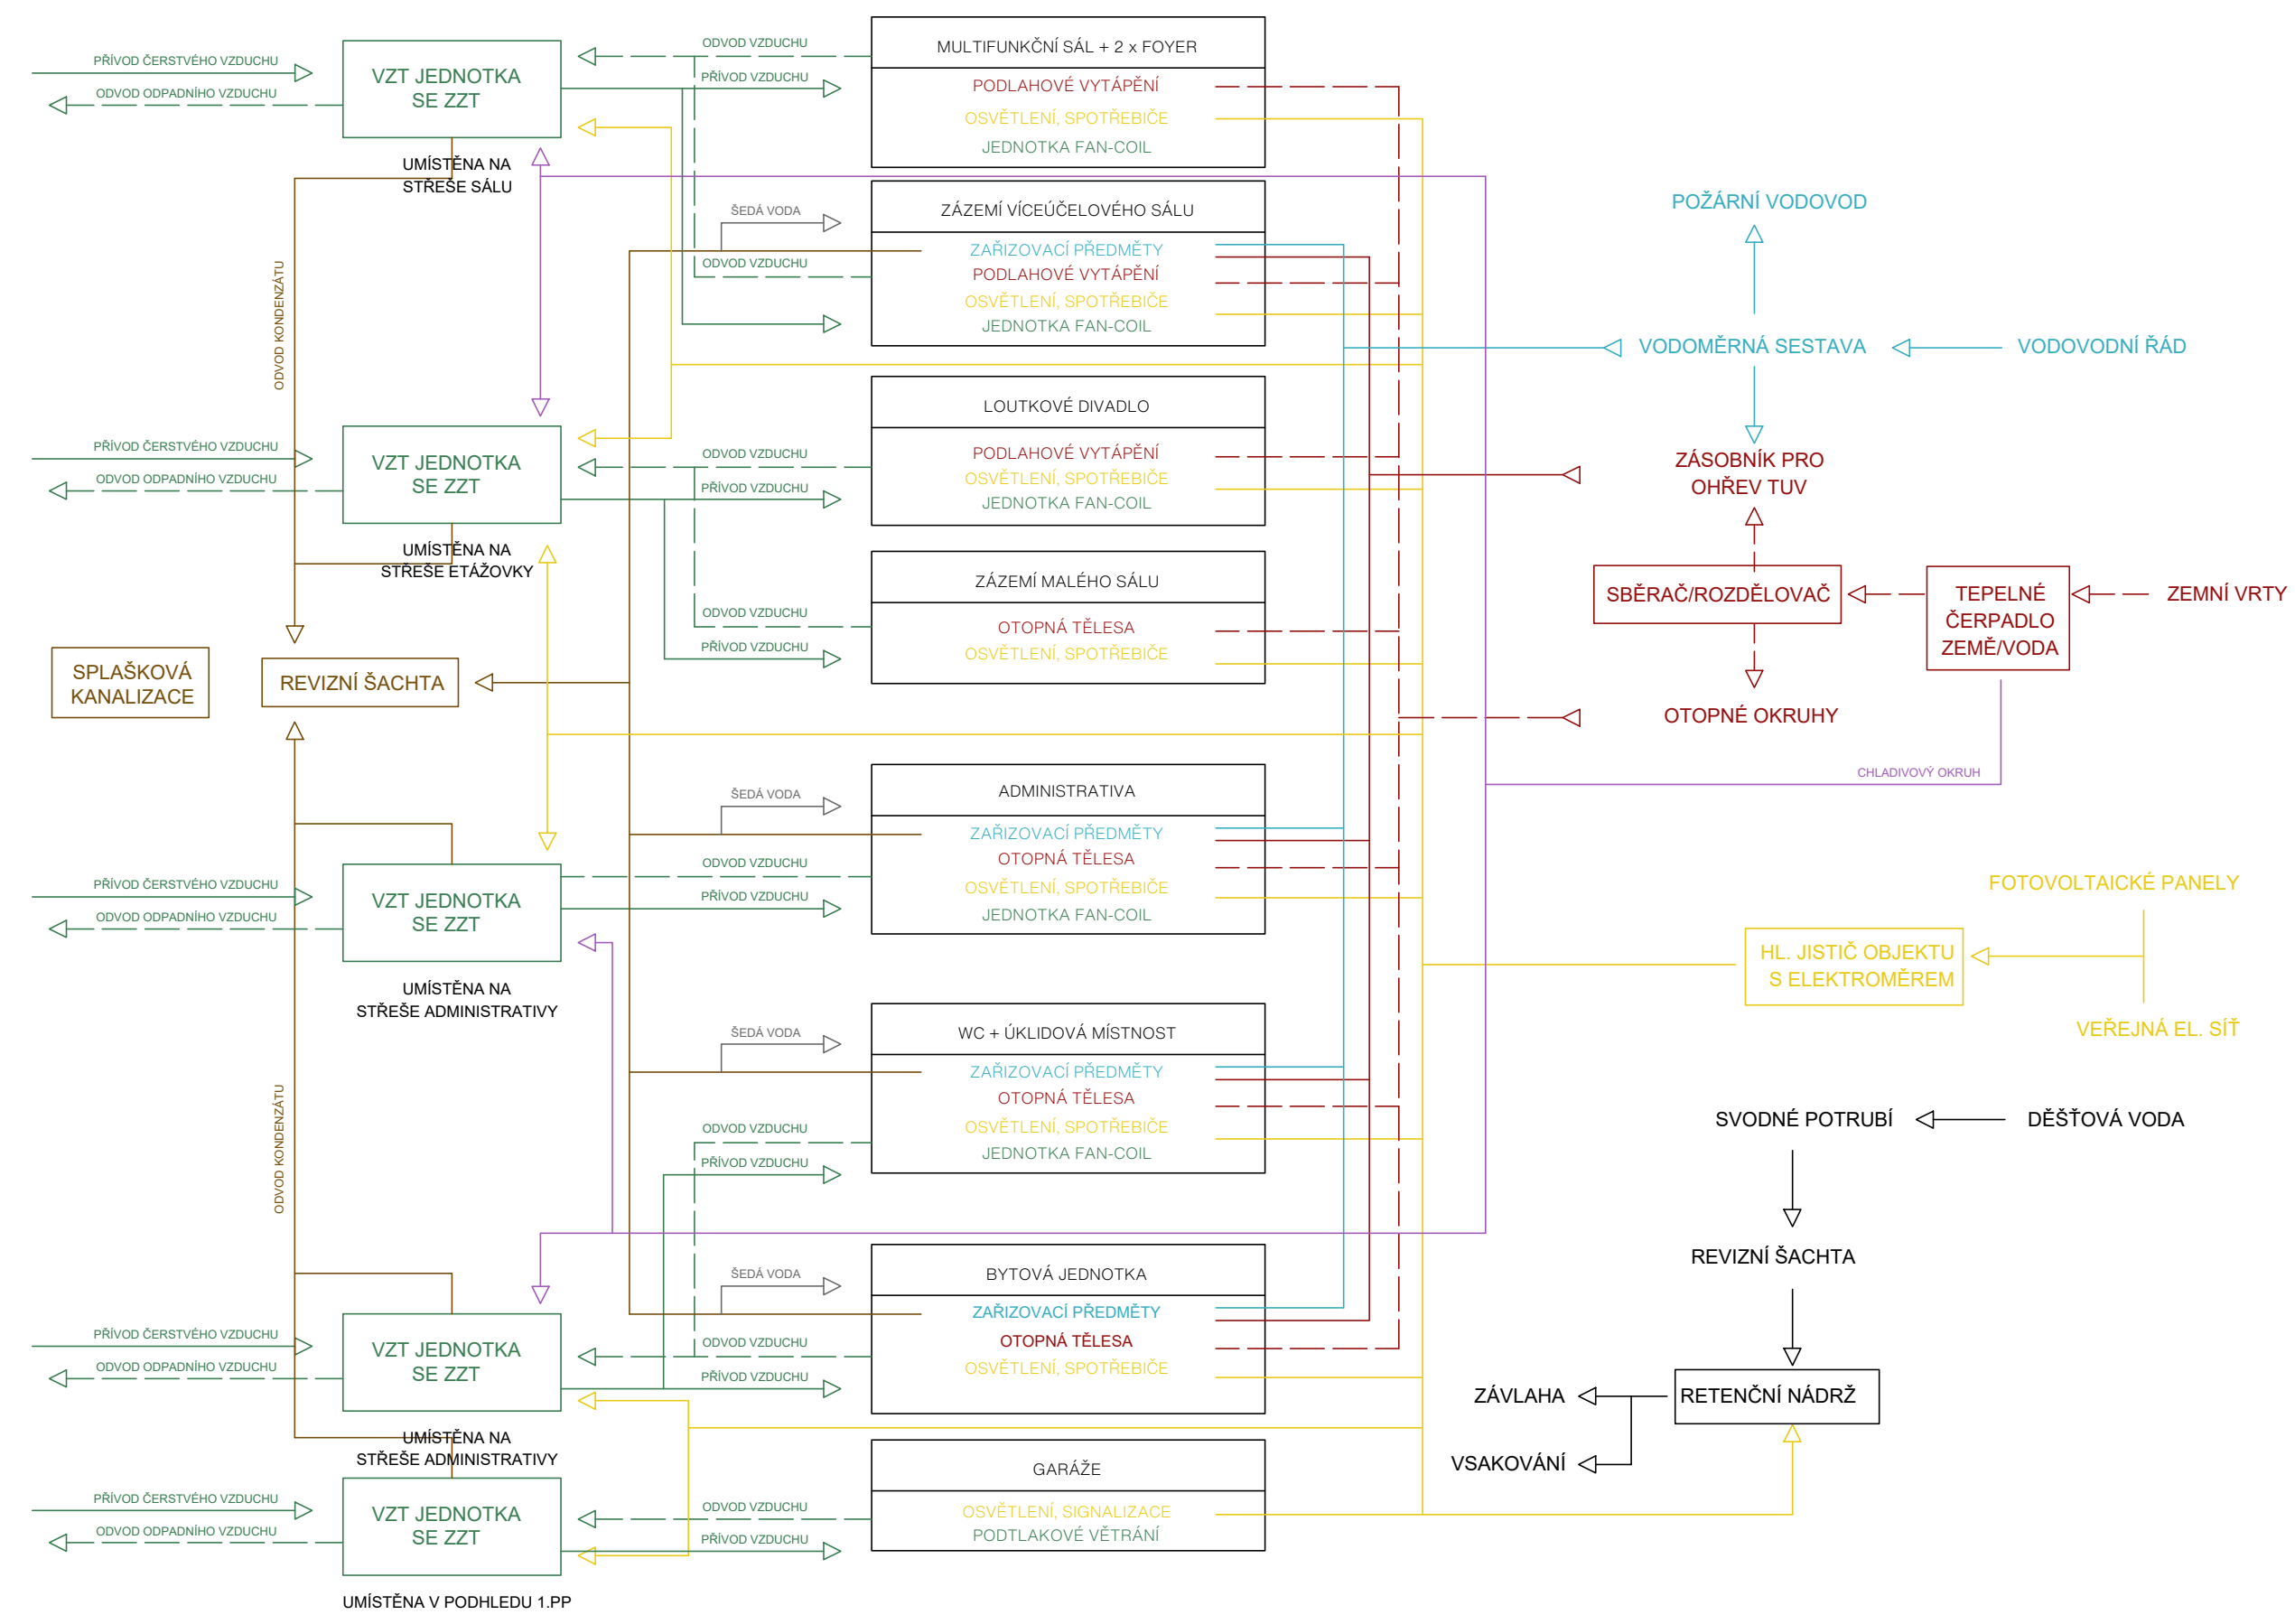 PŘÍVOD ČERSTVÉHO VZDUCHU
ODVOD ODPADNÍHO VZDUCHU
VZT JEDNOTKA
SE ZZT
UMÍSTĚNA NA
STŘEŠE SÁLU
ODVOD VZDUCHU
PŘÍVOD VZDUCHU
MULTIFUNKČNÍ SÁL + 2 x FOYER
PODLAHOVÉ VYTÁPĚNÍ
OSVĚTLENÍ, SPOTŘEBIČE
JEDNOTKA FAN-COIL
ŠEDÁ VODA
ODVOD VZDUCHU
ZÁZEMÍ VÍCEÚČELOVÉHO SÁLU
ZAŘIZOVACÍ PŘEDMĚTY
PODLAHOVÉ VYTÁPĚNÍ
OSVĚTLENÍ, SPOTŘEBIČE
JEDNOTKA FAN-COIL
ODVOD KONDENZÁTU
POŽÁRNÍ VODOVOD
VODOMĚRNÁ SESTAVA
VODOVODNÍ ŘÁD
PŘÍVOD ČERSTVÉHO VZDUCHU
ODVOD ODPADNÍHO VZDUCHU
VZT JEDNOTKA
SE ZZT
UMÍSTĚNA NA
STŘEŠE ETÁŽOVKY
ODVOD VZDUCHU
PŘÍVOD VZDUCHU
LOUTKOVÉ DIVADLO
PODLAHOVÉ VYTÁPĚNÍ
OSVĚTLENÍ, SPOTŘEBIČE
JEDNOTKA FAN-COIL
ZÁSOBNÍK PRO
OHŘEV TUV
ODVOD VZDUCHU
PŘÍVOD VZDUCHU
ZÁZEMÍ MALÉHO SÁLU
OTOPNÁ TĚLESA
OSVĚTLENÍ, SPOTŘEBIČE
SBĚRAČ/ROZDĚLOVAČ
TEPELNÉ
ČERPADLO
ZEMĚ/VODA
ZEMNÍ VRTY
SPLAŠKOVÁ
KANALIZACE
REVIZNÍ ŠACHTA
OTOPNÉ OKRUHY
CHLADIVOVÝ OKRUH
ŠEDÁ VODA
ADMINISTRATIVA
ZAŘIZOVACÍ PŘEDMĚTY
OTOPNÁ TĚLESA
OSVĚTLENÍ, SPOTŘEBIČE
JEDNOTKA FAN-COIL
ODVOD VZDUCHU
PŘÍVOD VZDUCHU
PŘÍVOD ČERSTVÉHO VZDUCHU
ODVOD ODPADNÍHO VZDUCHU
VZT JEDNOTKA
SE ZZT
UMÍSTĚNA NA
STŘEŠE ADMINISTRATIVY
FOTOVOLTAICKÉ PANELY
HL. JISTIČ OBJEKTU
S ELEKTROMĚREM
VEŘEJNÁ EL. SÍŤ
ŠEDÁ VODA
WC + ÚKLIDOVÁ MÍSTNOST
ZAŘIZOVACÍ PŘEDMĚTY
OTOPNÁ TĚLESA
OSVĚTLENÍ, SPOTŘEBIČE
JEDNOTKA FAN-COIL
ODVOD VZDUCHU
PŘÍVOD VZDUCHU
ODVOD KONDENZÁTU
SVODNÉ POTRUBÍ
DĚŠŤOVÁ VODA
REVIZNÍ ŠACHTA
ŠEDÁ VODA
BYTOVÁ JEDNOTKA
ZAŘIZOVACÍ PŘEDMĚTY
OTOPNÁ TĚLESA
OSVĚTLENÍ, SPOTŘEBIČE
ODVOD VZDUCHU
PŘÍVOD VZDUCHU
PŘÍVOD ČERSTVÉHO VZDUCHU
ODVOD ODPADNÍHO VZDUCHU
VZT JEDNOTKA
SE ZZT
UMÍSTĚNA NA
STŘEŠE ADMINISTRATIVY
ZÁVLAHA
RETENČNÍ NÁDRŽ
VSAKOVÁNÍ
GARÁŽE
OSVĚTLENÍ, SIGNALIZACE
PODTLAKOVÉ VĚTRÁNÍ
ODVOD VZDUCHU
PŘÍVOD VZDUCHU
PŘÍVOD ČERSTVÉHO VZDUCHU
ODVOD ODPADNÍHO VZDUCHU
VZT JEDNOTKA
SE ZZT
UMÍSTĚNA V PODHLEDU 1.PP